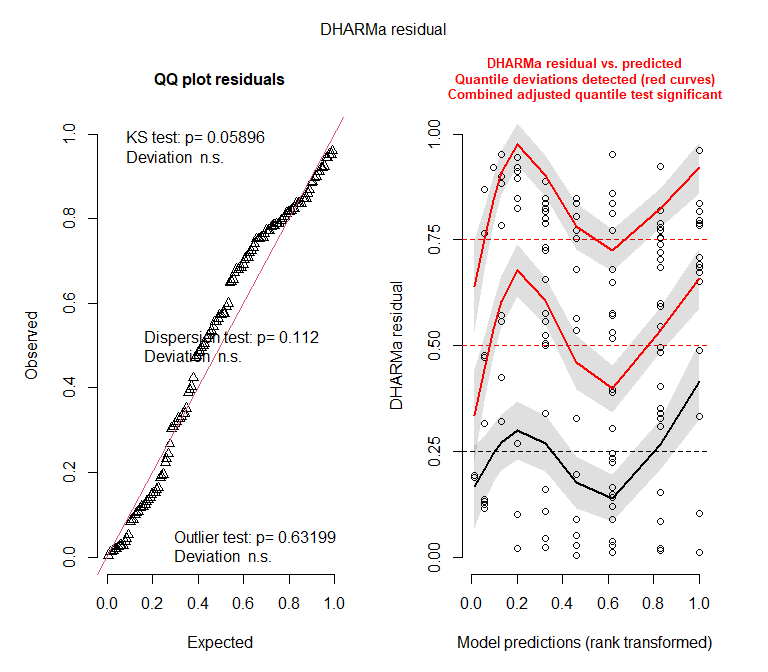 DHARMa residual
QQ plot residuals
KS test: p= 0.05896
Deviation n.s.
Dispersion test: p= 0.112
Deviation n.s.
Outlier test: p= 0.63199
Deviation n.s.
Observed
0.0 0.2 0.4 0.6 0.8 1.0
0.0 0.2 0.4 0.6 0.8 1.0
Expected
DHARMa residual vs. predicted
Quantile deviations detected (red curves)
Combined adjusted quantile test significant
DHARMa residual
0.00 0.25 0.50 0.75 1.00
0.0 0.2 0.4 0.6 0.8 1.0
Model predictions (rank transformed)